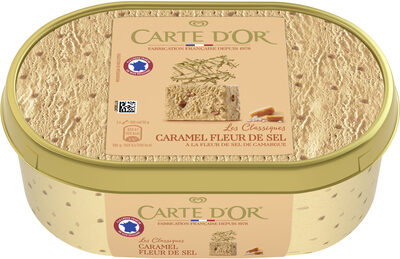 CARTE D'OR
FABRICATION FRANÇAISE DEPUIS 1978
Les Classiques
CARAMEL FLEUR DE SEL
À LA FLEUR DE SEL DE CAMARGUE
CARTE D'OR
FABRICATION FRANÇAISE DEPUIS 1978
Les Classiques
CARAMEL
FLEUR DE SEL